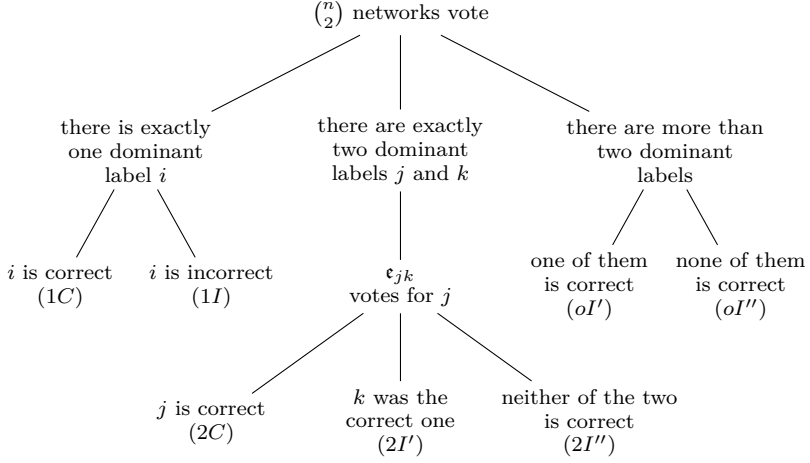 $\binom{n}{2}$ networks vote
there is exactly
one dominant
label $i$
there are exactly
two dominant
labels $j$ and $k$
there are more than
two dominant
labels
$i$ is correct
$(1C)$
$i$ is incorrect
$(1I)$
$\mathfrak{e}_{jk}$
votes for $j$
one of them
is correct
$(oI')$
none of them
is correct
$(oI'')$
$j$ is correct
$(2C)$
$k$ was the
correct one
$(2I')$
neither of the two
is correct
$(2I'')$